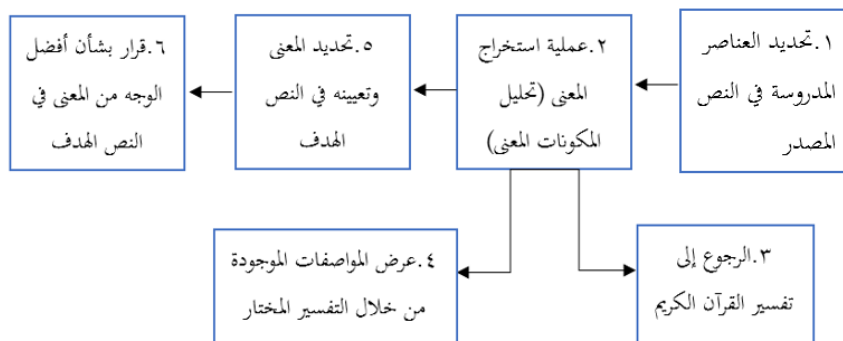 ١.تحديد العناصر
المدروسة في النص
المصدر
٢.عملية استخراج
المعنى (تحليل
المكونات المعنى)
٣.الرجوع إلى
تفسير القرآن الكريم
٤.عرض المواصفات الموجودة
من خلال التفسير المختار
٥.تحديد المعنى
وتعيينه في النص
الهدف
٦.قرار بشأن أفضل
الوجه من المعنى في
النص الهدف